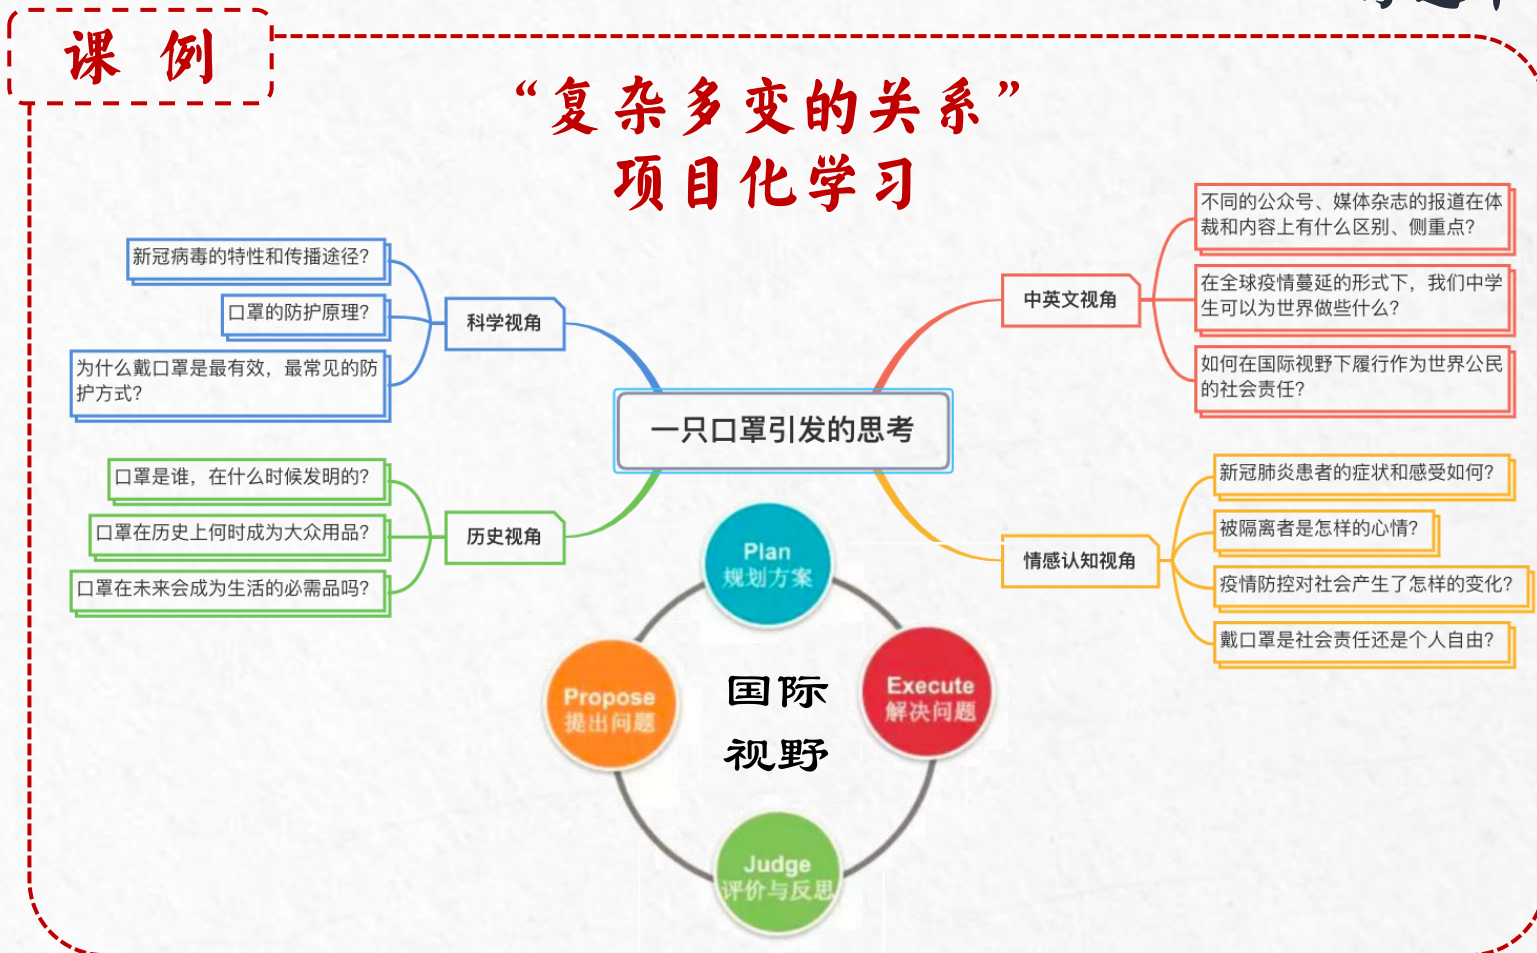 课 例
“复杂多变的关系”
项目化学习
新冠病毒的特性和传播途径？
口罩的防护原理？
为什么戴口罩是最有效，最常见的防
护方式？
科学视角
口罩是谁，在什么时候发明的？
口罩在历史上何时成为大众用品？
口罩在未来会成为生活的必需品吗？
历史视角
一只口罩引发的思考
中英文视角
不同的公众号、媒体杂志的报道在体
裁和内容上有什么区别、侧重点？
在全球疫情蔓延的形式下，我们中学
生可以为世界做些什么？
如何在国际视野下履行作为世界公民
的社会责任？
情感认知视角
新冠肺炎患者的症状和感受如何？
被隔离者是怎样的心情？
疫情防控对社会产生了怎样的变化？
戴口罩是社会责任还是个人自由？
Plan
规划方案
Execute
解决问题
Judge
评价与反思
Propose
提出问题
国际
视野